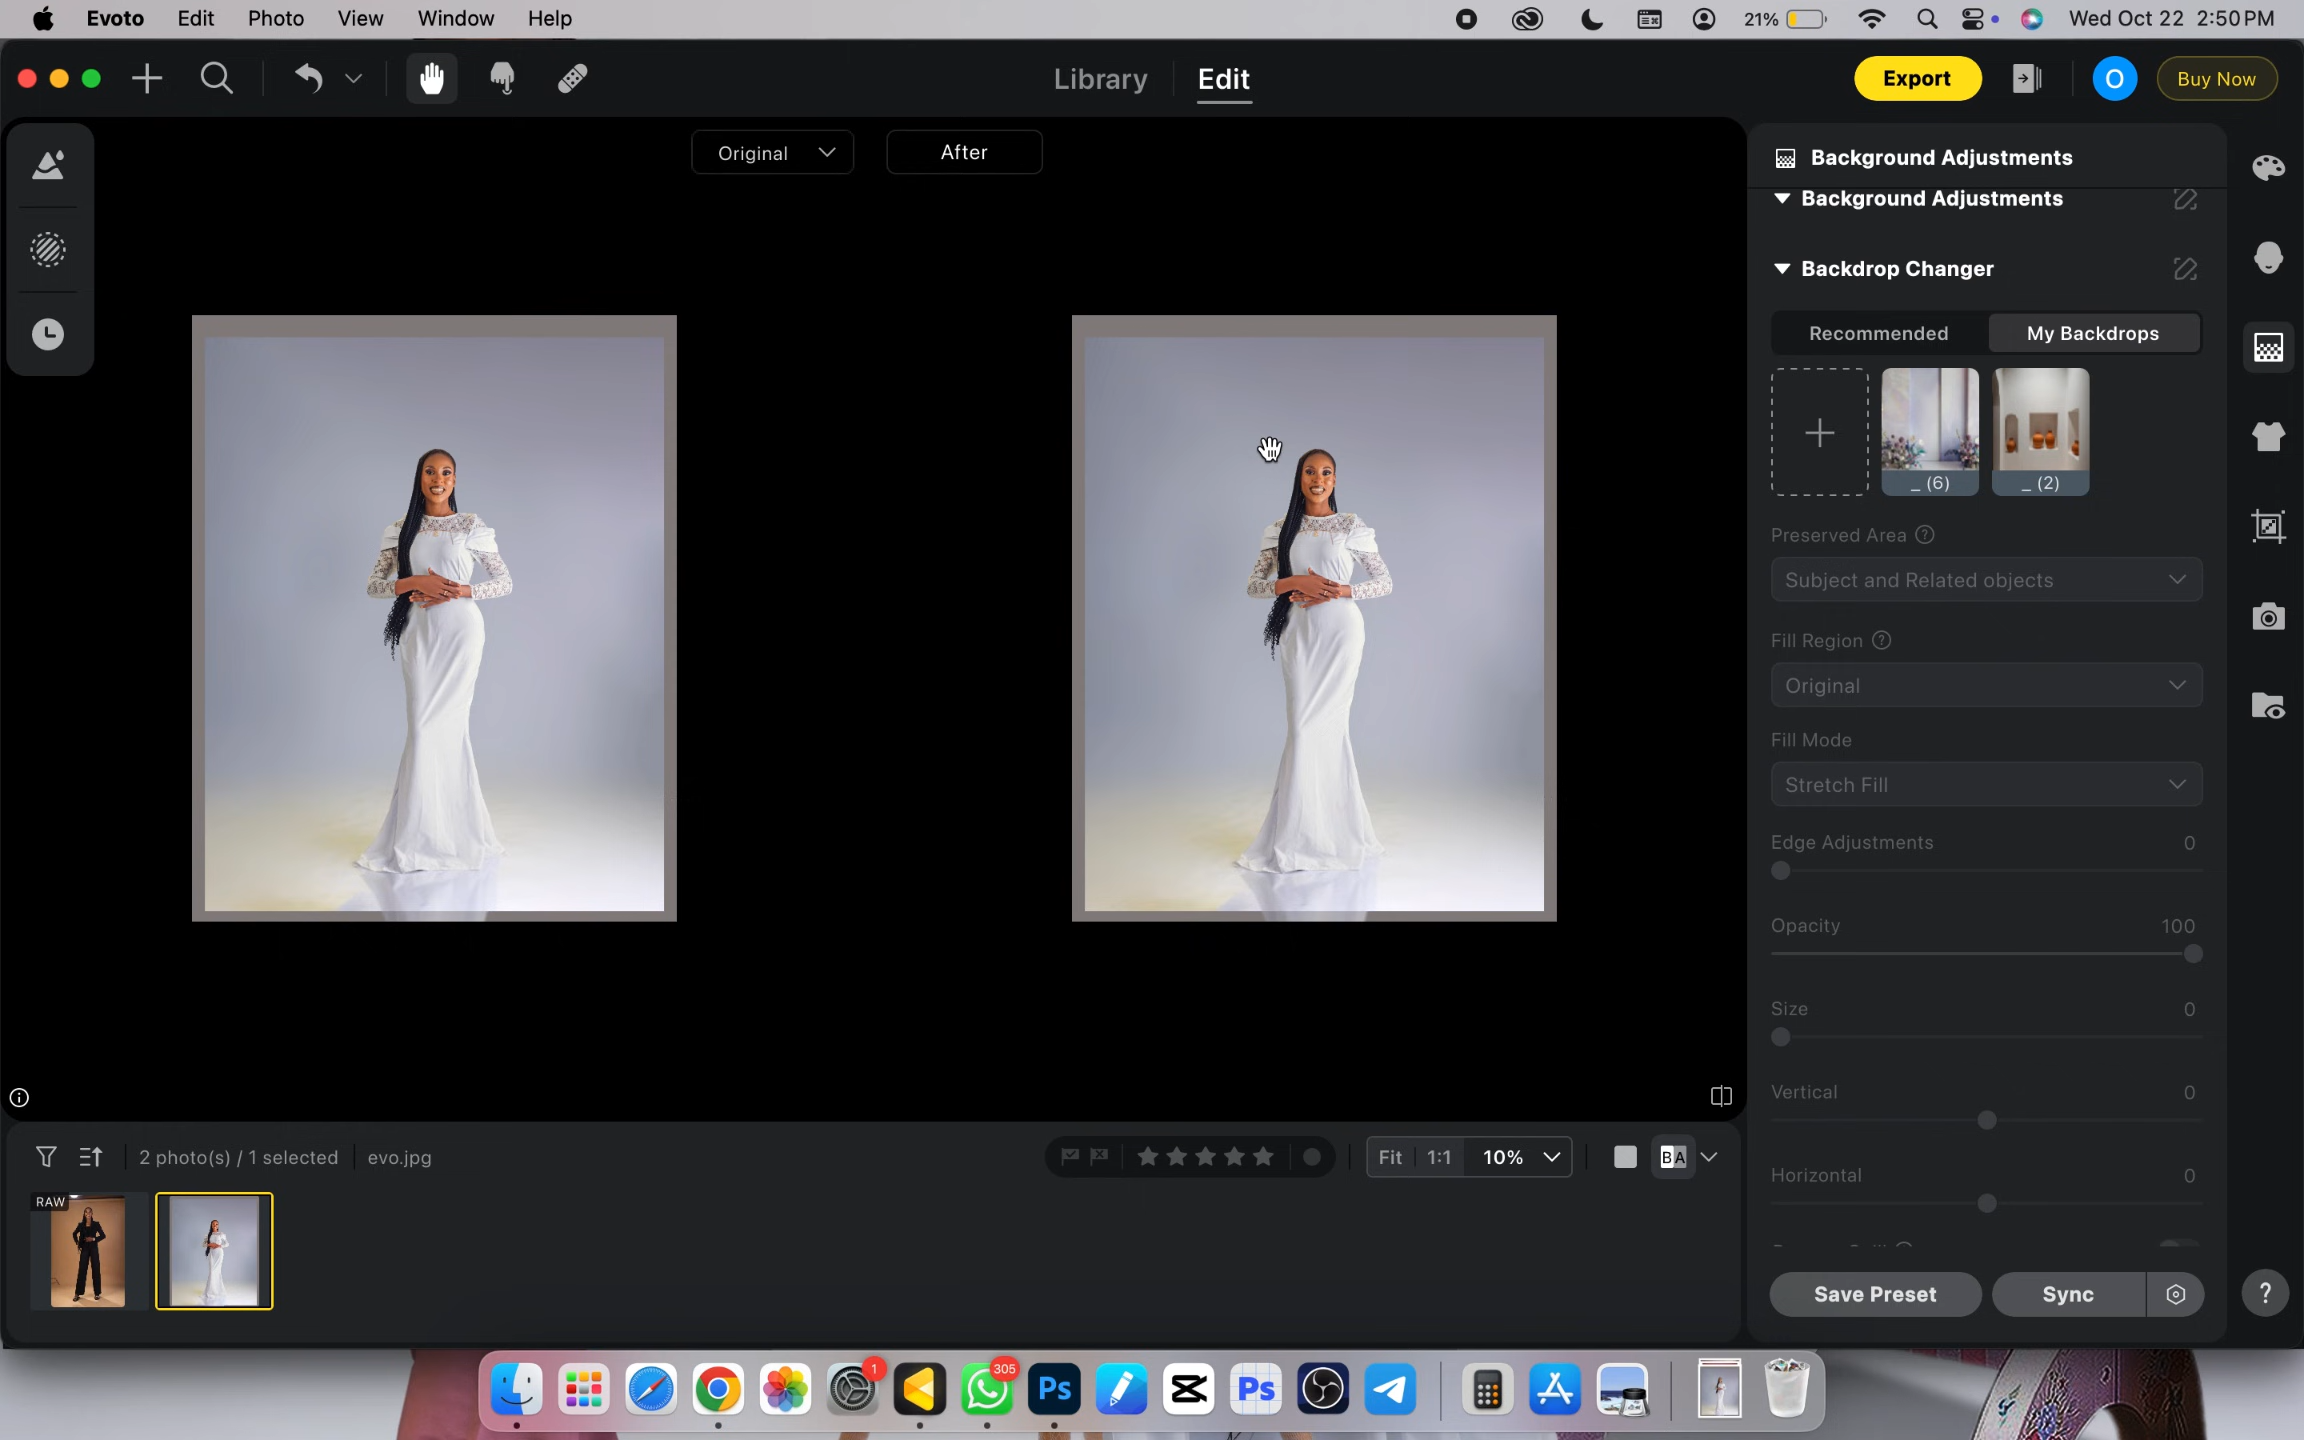 Evoto Edit Photo View Window Help 21% Wed Oct 22 2:50 PM
Library Edit Export O Buy Now
Original After
Background Adjustments
Background Adjustments
Backdrop Changer
Recommended My Backdrops
_ (6) _ (2)
Preserved Area ?
Subject and Related objects
Fill Region ?
Original
Fill Mode
Stretch Fill
Edge Adjustments 0
Opacity 100
Size 0
Vertical 0
Horizontal 0
2 photo(s) / 1 selected evo.jpg Fit 1:1 10% BA
RAW
Save Preset Sync ?
1 305
Ps Ps